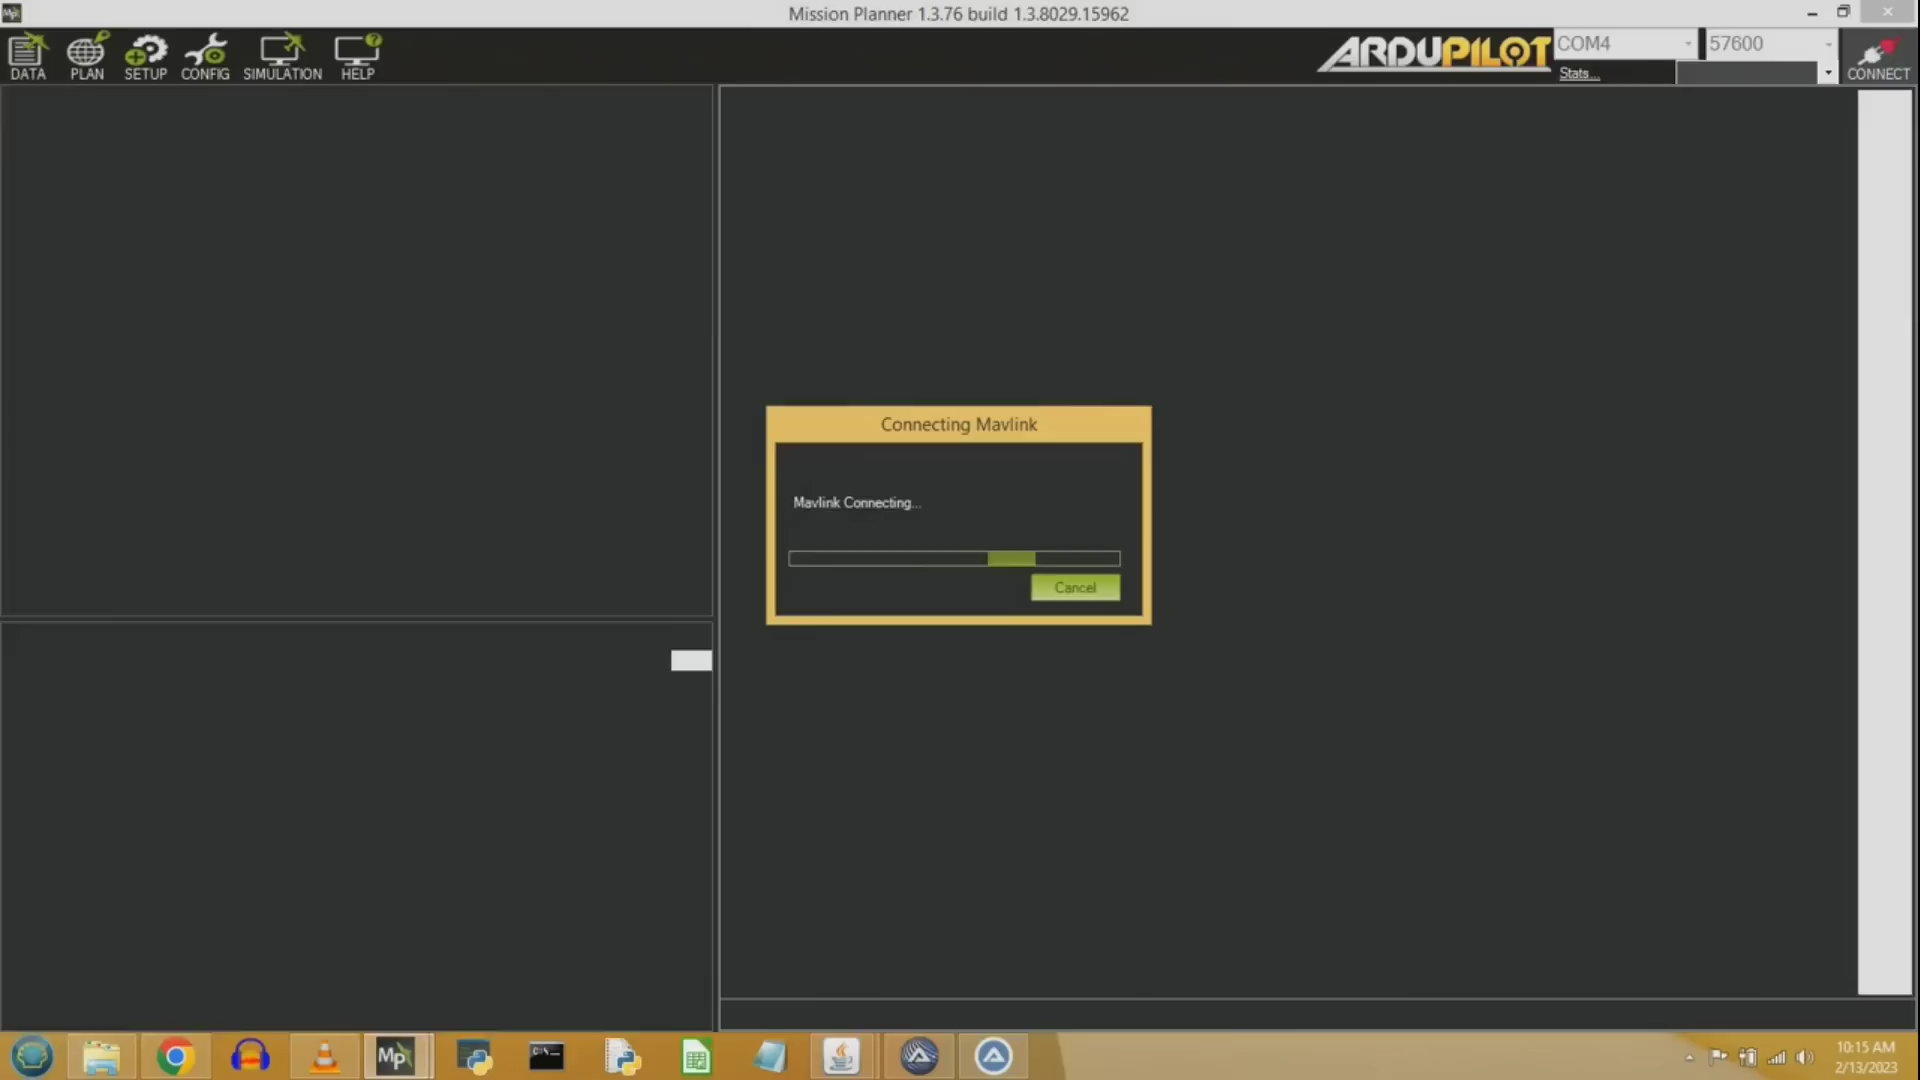 Mission Planner 1.3.76 build 1.3.8029.15962
DATA
PLAN
SETUP
CONFIG
SIMULATION
HELP
ARDUPILOT
COM4
57600
Stats...
CONNECT
Connecting Mavlink
Mavlink Connecting...
Cancel
Mp
C:\_
10:15 AM
2/13/2023